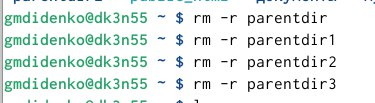 gmdidenko@dk3n55 ~ $ rm -r parentdir
gmdidenko@dk3n55 ~ $ rm -r parentdir1
gmdidenko@dk3n55 ~ $ rm -r parentdir2
gmdidenko@dk3n55 ~ $ rm -r parentdir3